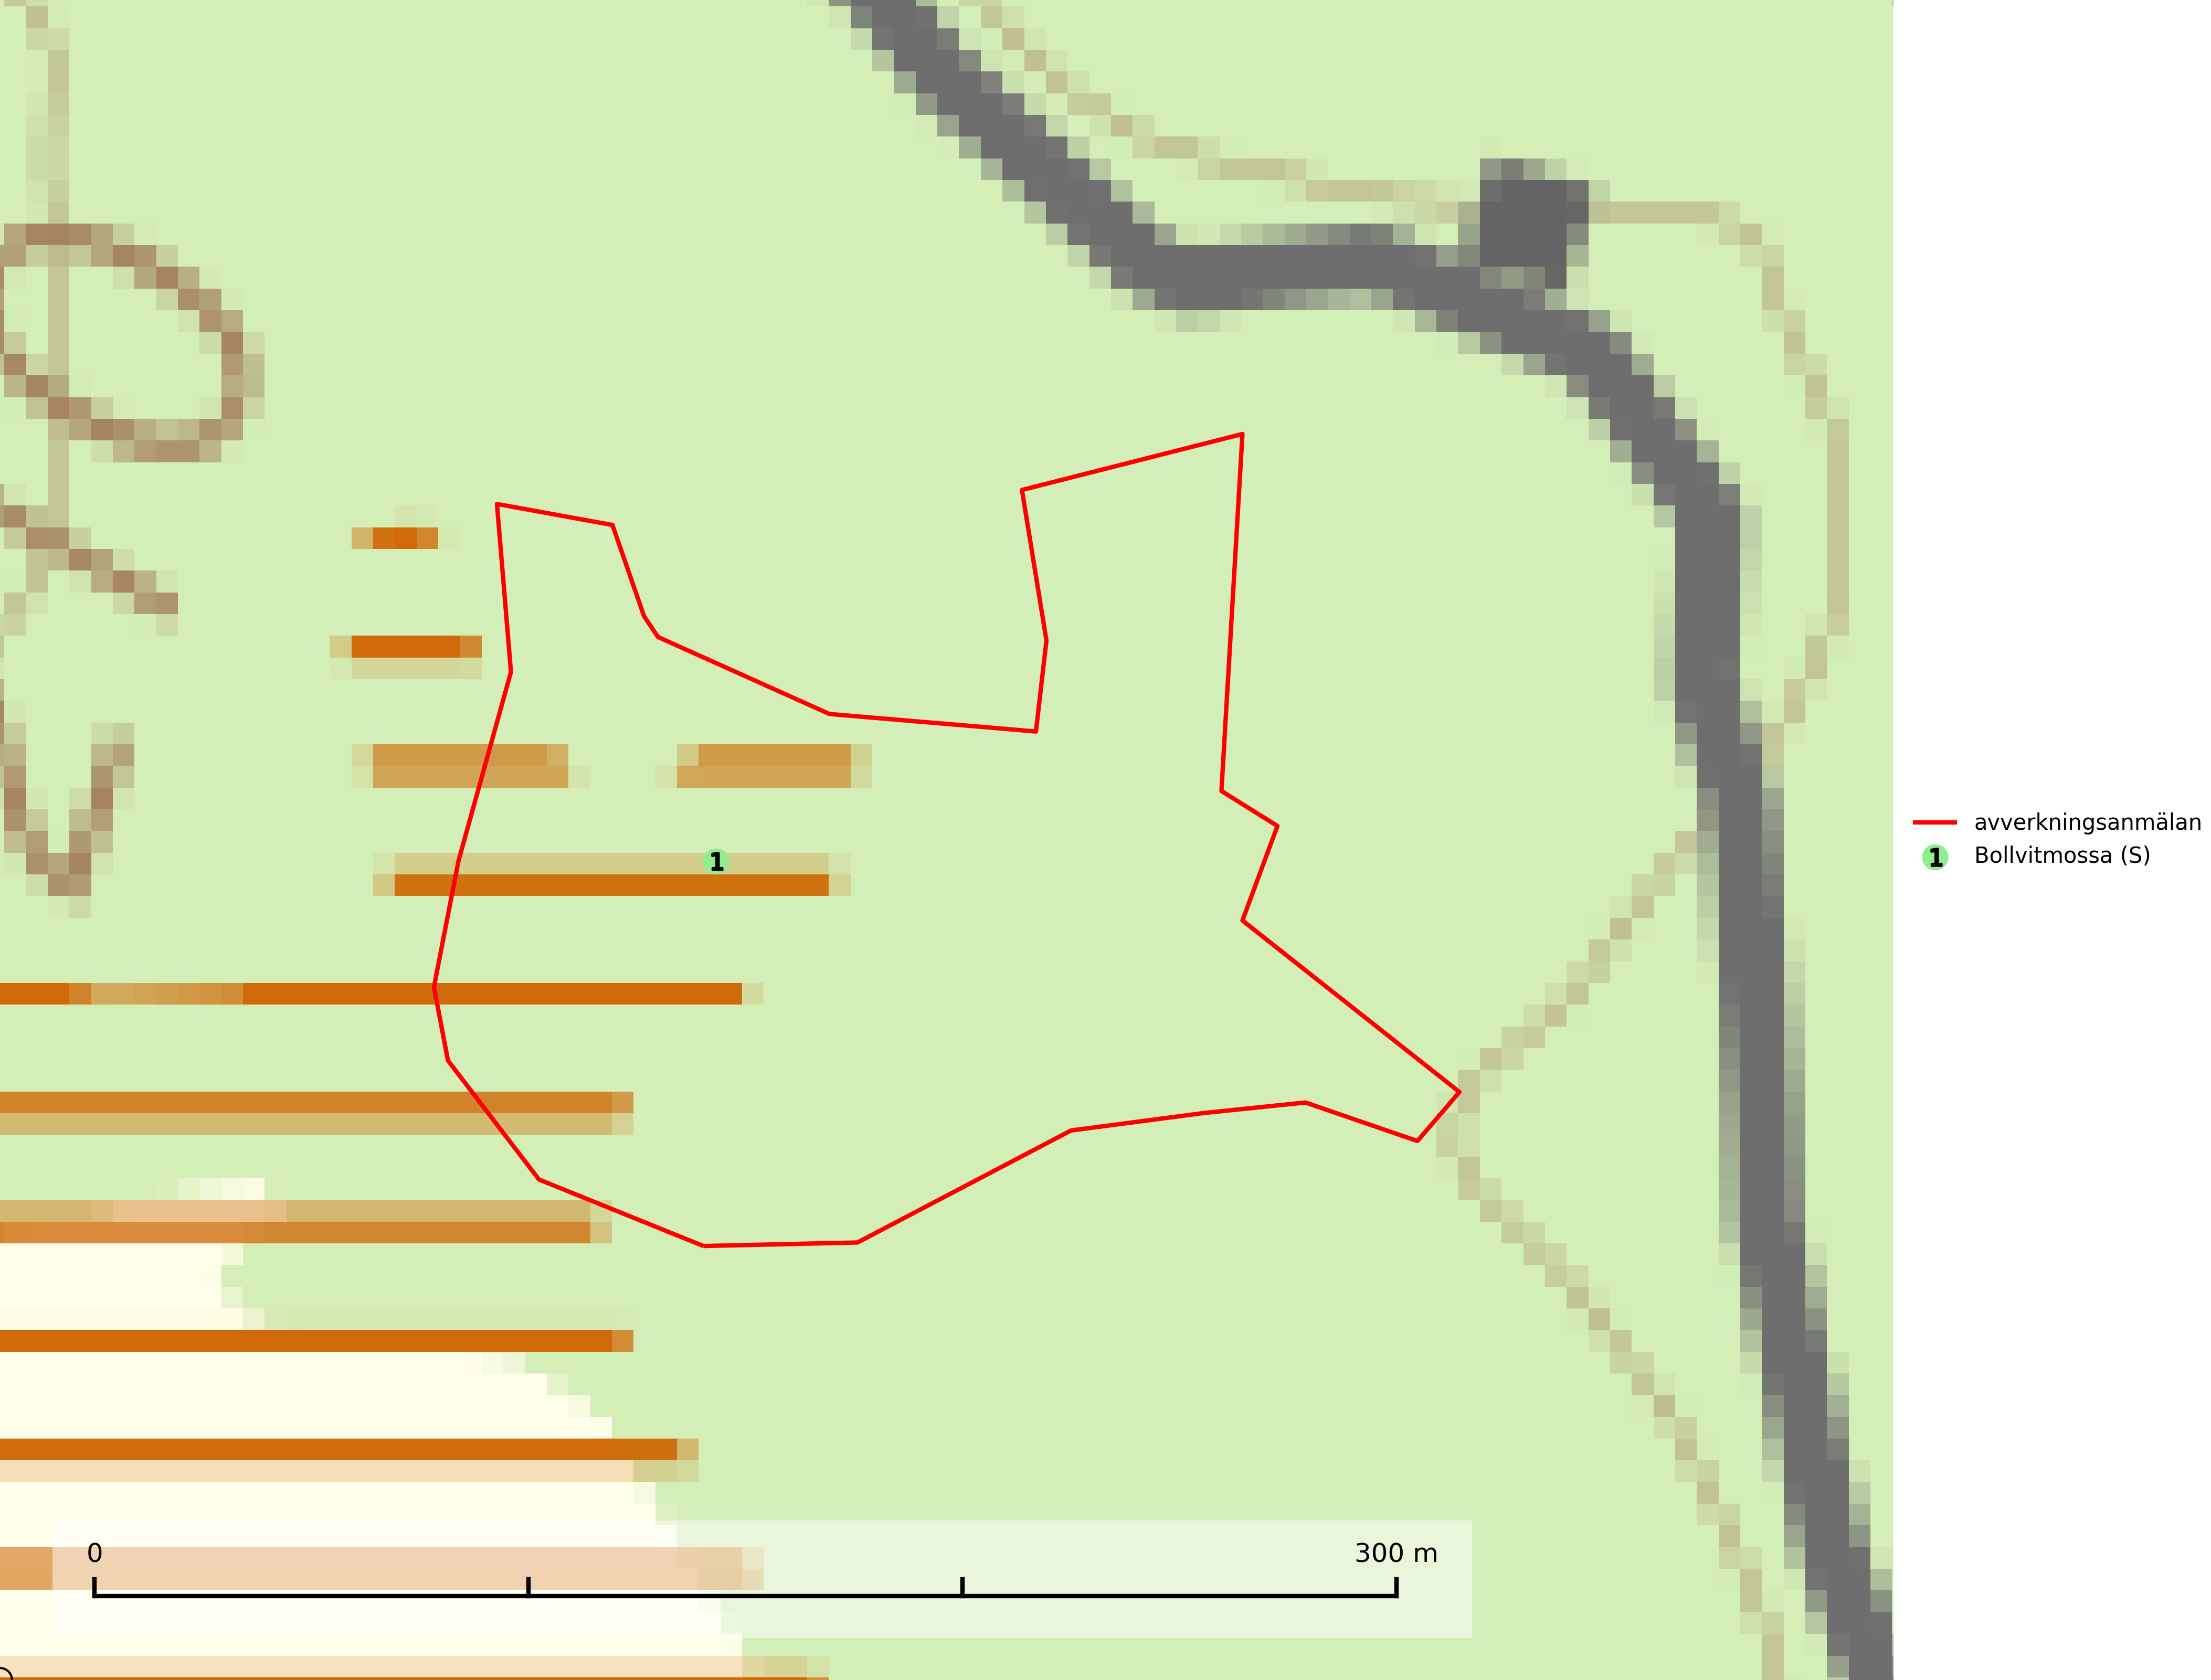 1
avverkningsanmälan
1 Bollvitmossa (S)
0 300 m